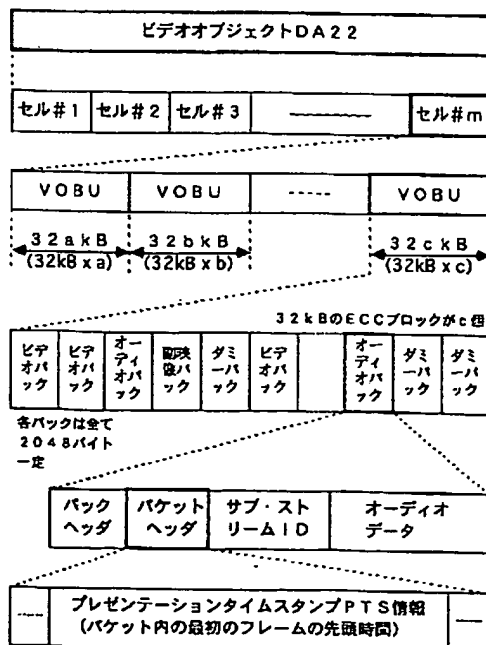 ビデオオブジェクトDA22
セル#1
セル#2
セル#3
セル#m
VOBU
VOBU
VOBU
32akB
(32kB x a)
32bkB
(32kB x b)
32ckB
(32kB x c)
32kBのECCブロックがc個
ビデオパック
ビデオパック
オーディオパック
副映像パック
ダミーパック
ビデオパック
オーディオパック
ダミーパック
ダミーパック
各パックは全て
2048バイト
一定
パック
ヘッダ
パケット
ヘッダ
サブ・スト
リームID
オーディオ
データ
プレゼンテーションタイムスタンプPTS情報
(パケット内の最初のフレームの先頭時間)